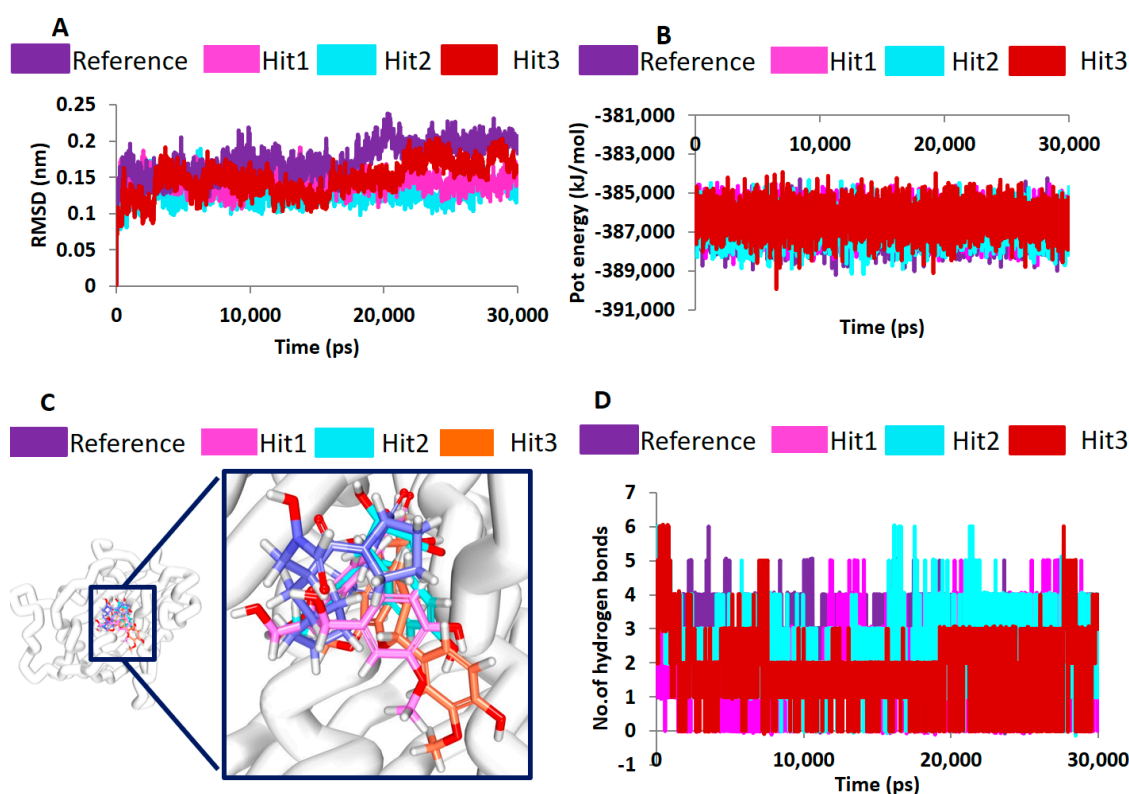 A
Reference Hit1 Hit2 Hit3
RMSD (nm)
0.25
0.2
0.15
0.1
0.05
0
0 10,000 20,000 30,000
Time (ps)
B
Reference Hit1 Hit2 Hit3
Pot energy (kJ/mol)
-381,000
0 10,000 20,000 30,000
-383,000
-385,000
-387,000
-389,000
-391,000
Time (ps)
C
Reference Hit1 Hit2 Hit3
D
Reference Hit1 Hit2 Hit3
No.of hydrogen bonds
7
6
5
4
3
2
1
0
-1
0 10,000 20,000 30,000
Time (ps)